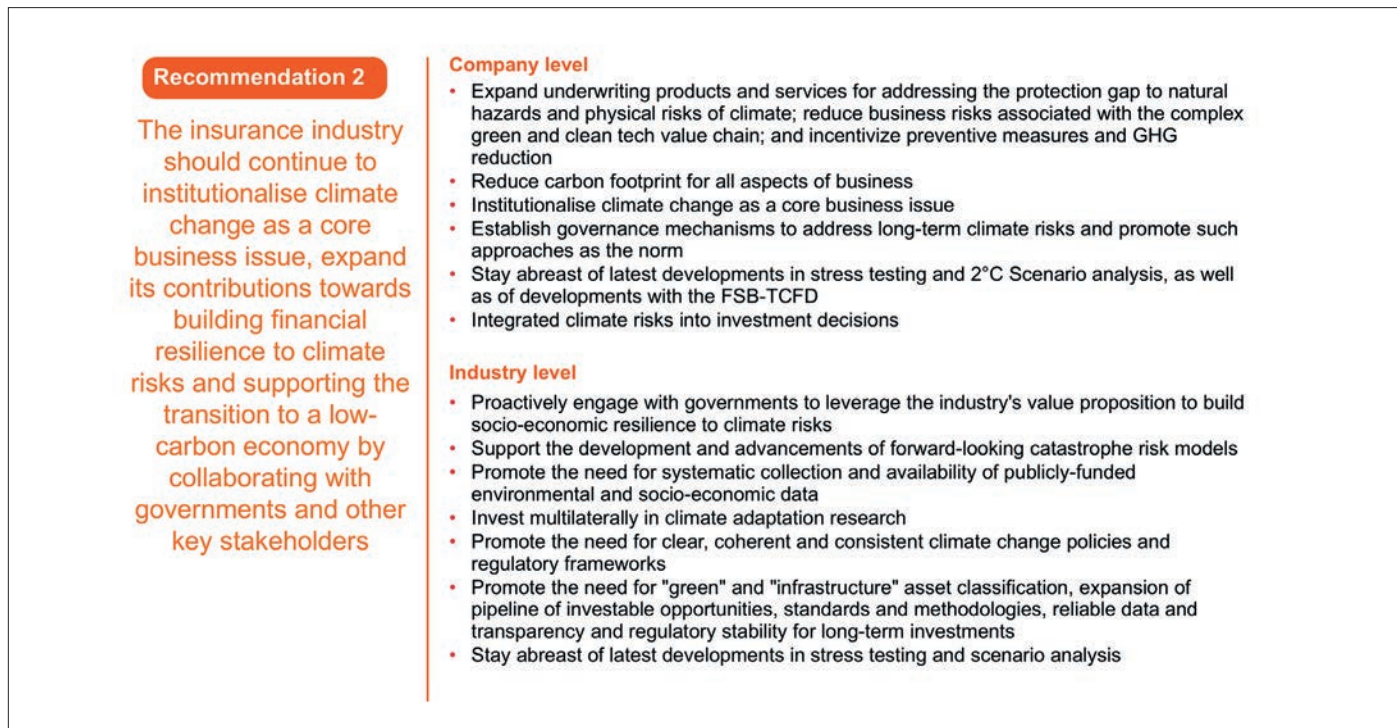 Recommendation 2
The insurance industry
should continue to
institutionalise climate
change as a core
business issue, expand
its contributions towards
building financial
resilience to climate
risks and supporting the
transition to a low-
carbon economy by
collaborating with
governments and other
key stakeholders
Company level
• Expand underwriting products and services for addressing the protection gap to natural
hazards and physical risks of climate; reduce business risks associated with the complex
green and clean tech value chain; and incentivize preventive measures and GHG
reduction
• Reduce carbon footprint for all aspects of business
• Institutionalise climate change as a core business issue
• Establish governance mechanisms to address long-term climate risks and promote such
approaches as the norm
• Stay abreast of latest developments in stress testing and 2°C Scenario analysis, as well
as of developments with the FSB-TCFD
• Integrated climate risks into investment decisions
Industry level
• Proactively engage with governments to leverage the industry's value proposition to build
socio-economic resilience to climate risks
• Support the development and advancements of forward-looking catastrophe risk models
• Promote the need for systematic collection and availability of publicly-funded
environmental and socio-economic data
• Invest multilaterally in climate adaptation research
• Promote the need for clear, coherent and consistent climate change policies and
regulatory frameworks
• Promote the need for "green" and "infrastructure" asset classification, expansion of
pipeline of investable opportunities, standards and methodologies, reliable data and
transparency and regulatory stability for long-term investments
• Stay abreast of latest developments in stress testing and scenario analysis